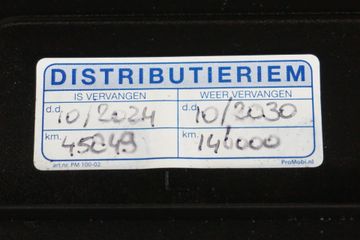 DISTRIBUTIERIEM
IS VERVANGEN WEER VERVANGEN
d.d. 10/2024 d.d. 10/2030
km. 45049 km. 140000
art.nr. PM 100-02 ProMobi.nl